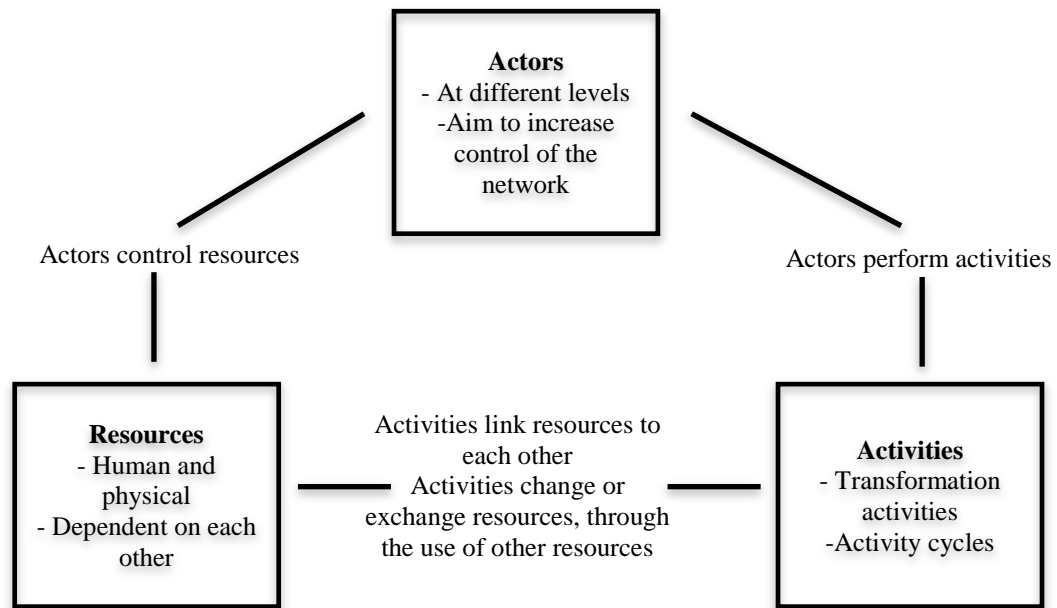 Actors
- At different levels
-Aim to increase
control of the
network
Actors control resources
Actors perform activities
Resources
- Human and
physical
- Dependent on each
other
Activities link resources to
each other
Activities change or
exchange resources, through
the use of other resources
Activities
- Transformation
activities
-Activity cycles